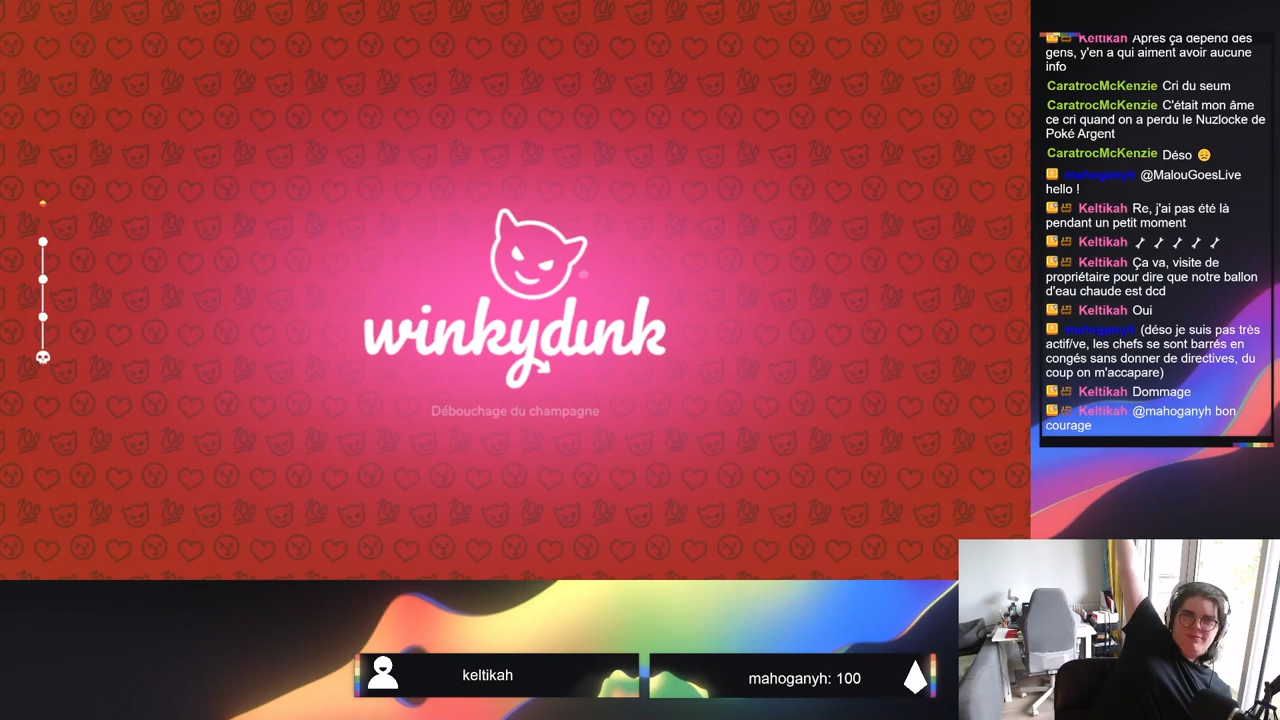 winkydınk
Débouchage du champagne
Keltikah Après ça dépend des
gens, y'en a qui aiment avoir aucune
info
CaratrocMcKenzie Cri du seum
CaratrocMcKenzie C'était mon âme
ce cri quand on a perdu le Nuzlocke de
Poké Argent
CaratrocMcKenzie Déso
mahoganyh @MalouGoesLive
hello !
Keltikah Re, j'ai pas été là
pendant un petit moment
Keltikah
Keltikah Ça va, visite de
propriétaire pour dire que notre ballon
d'eau chaude est dcd
Keltikah Oui
mahoganyh (déso je suis pas très
actif/ve, les chefs se sont barrés en
congés sans donner de directives, du
coup on m'accapare)
Keltikah Dommage
Keltikah @mahoganyh bon
courage
keltikah
mahoganyh: 100